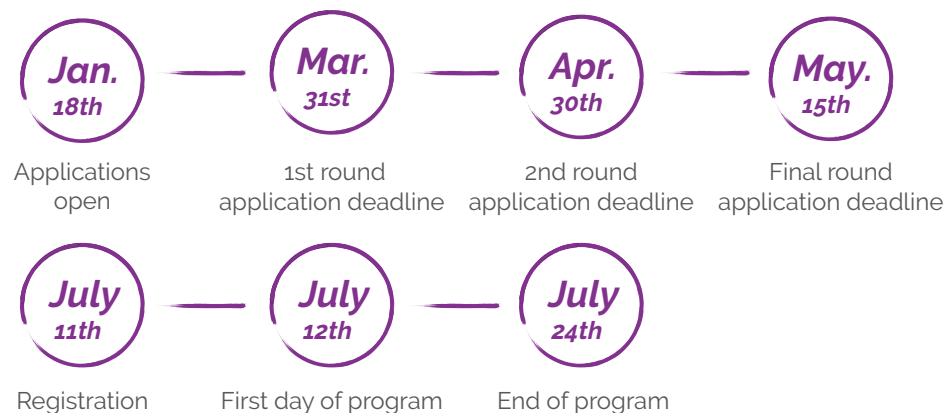 Jan.
18th
Mar.
31st
Apr.
30th
May.
15th
Applications
open
1st round
application deadline
2nd round
application deadline
Final round
application deadline
July
11th
July
12th
July
24th
Registration
First day of program
End of program